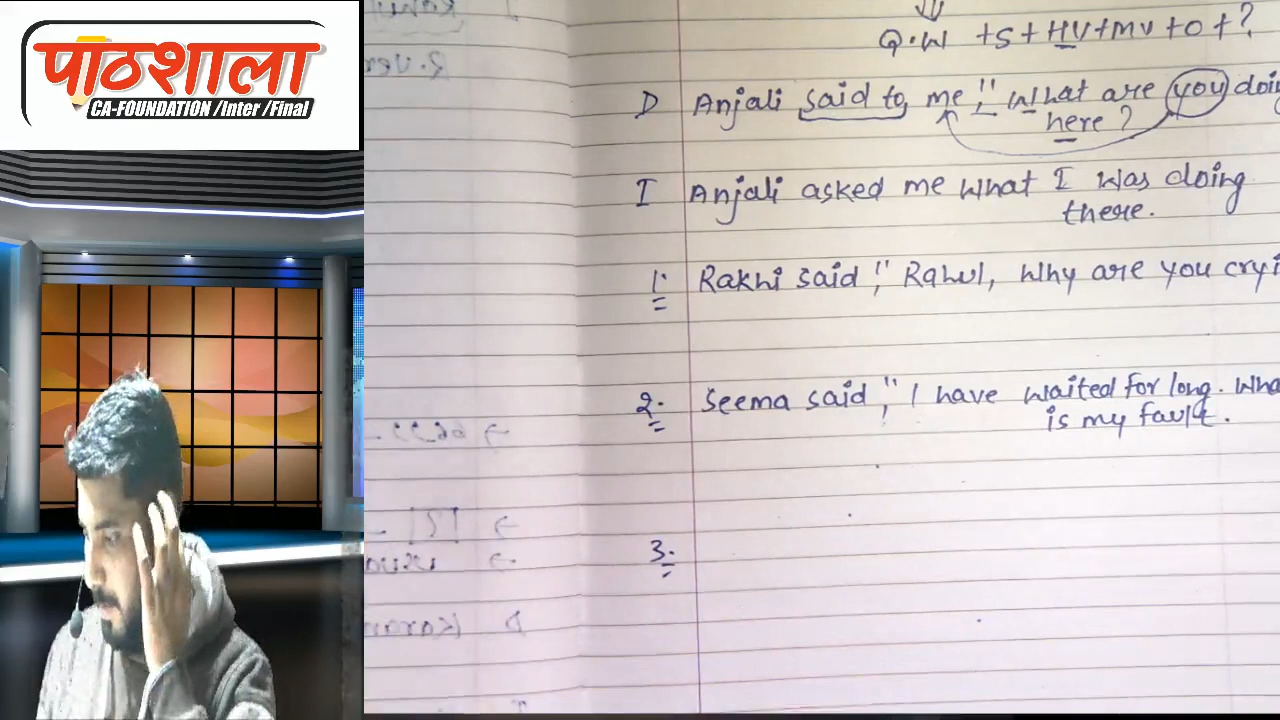 पाठशाला
CA-FOUNDATION /Inter /Final
Q.W +S+HV+MV+O+?
D Anjali said to me," What are you doin
here?
I Anjali asked me what I was doing
there.
1. Rakhi said," Rahul, Why are you cryi
2. Seema said," I have waited for long. Wha
is my fault.
3.